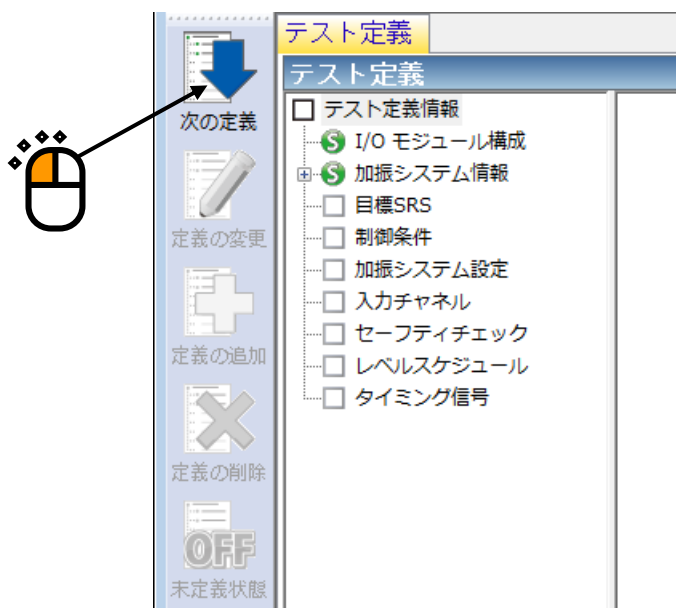 テスト定義
テスト定義
次の定義
定義の変更
定義の追加
定義の削除
OFF
未定義状態
テスト定義情報
S I/O モジュール構成
S 加振システム情報
目標SRS
制御条件
加振システム設定
入力チャネル
セーフティチェック
レベルスケジュール
タイミング信号